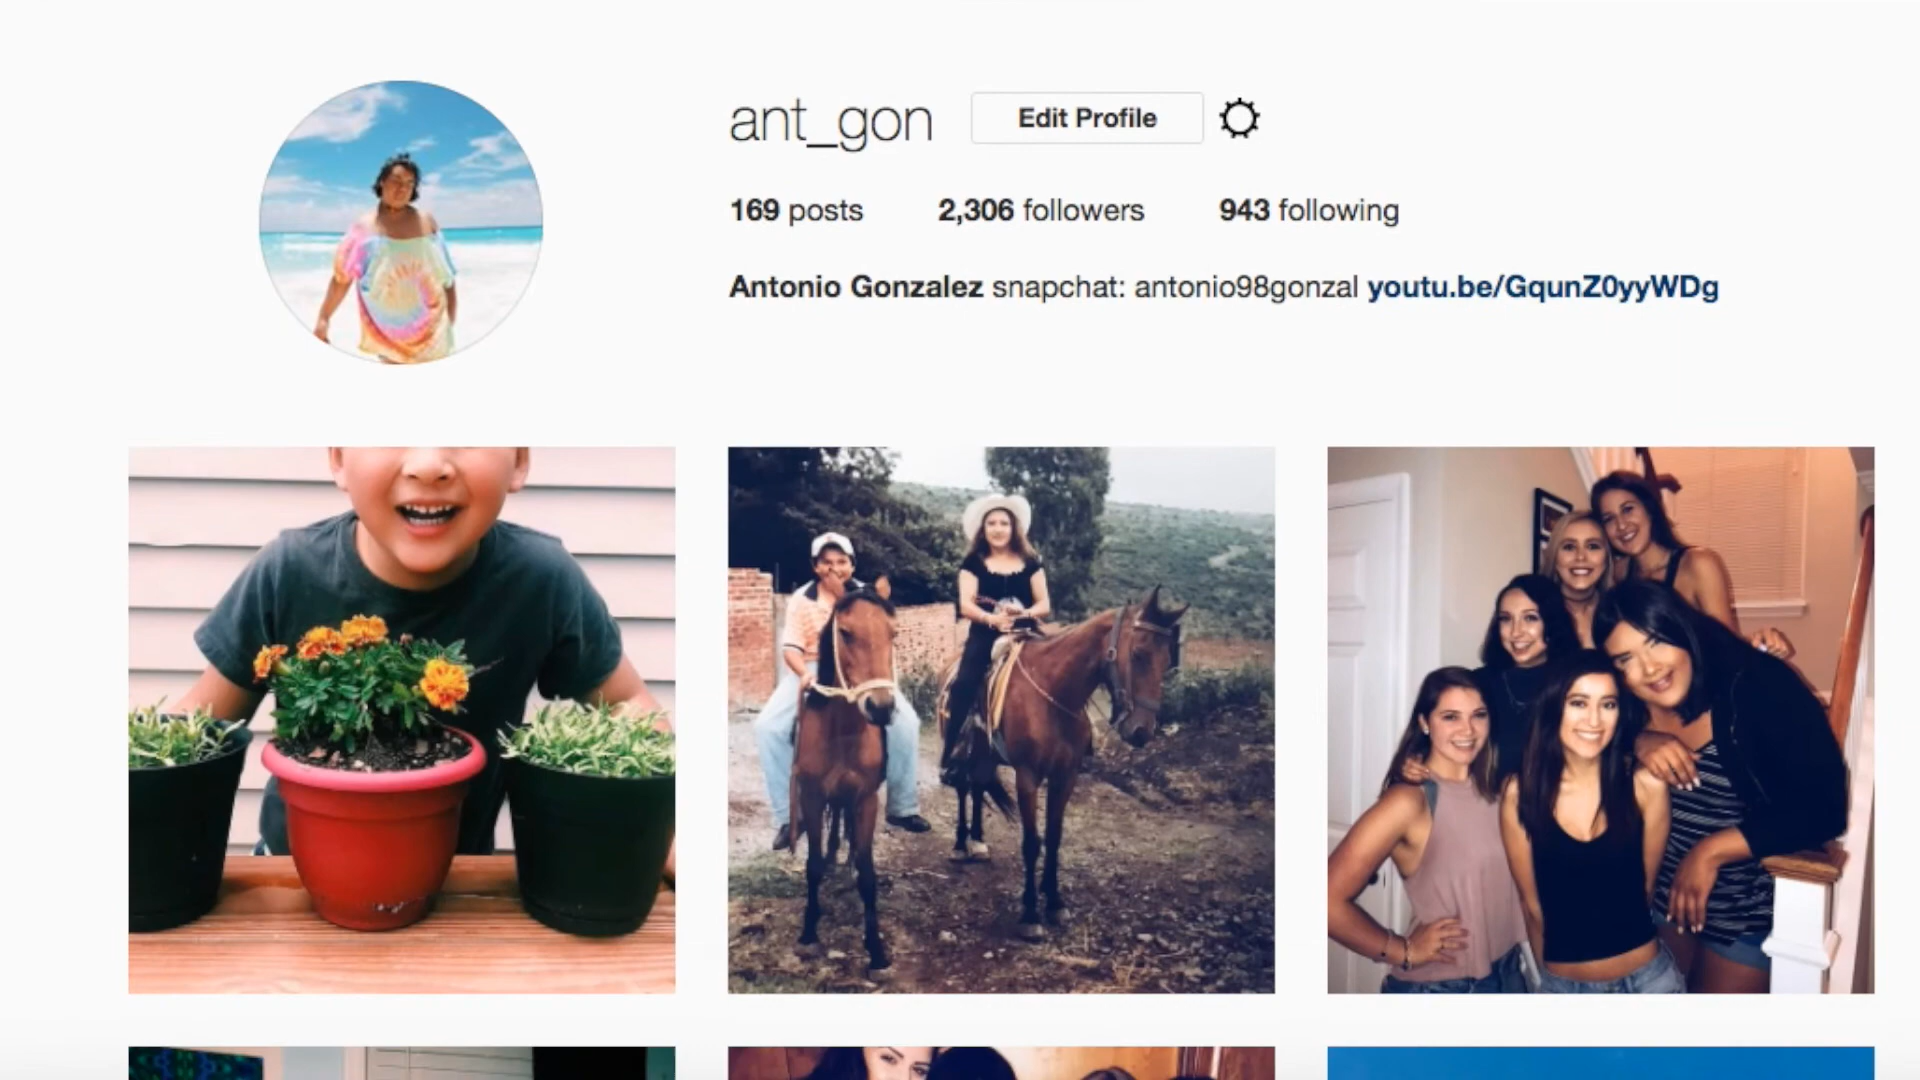 ant_gon Edit Profile
169 posts 2,306 followers 943 following
Antonio Gonzalez snapchat: antonio98gonzal youtu.be/GqunZ0yyWDg